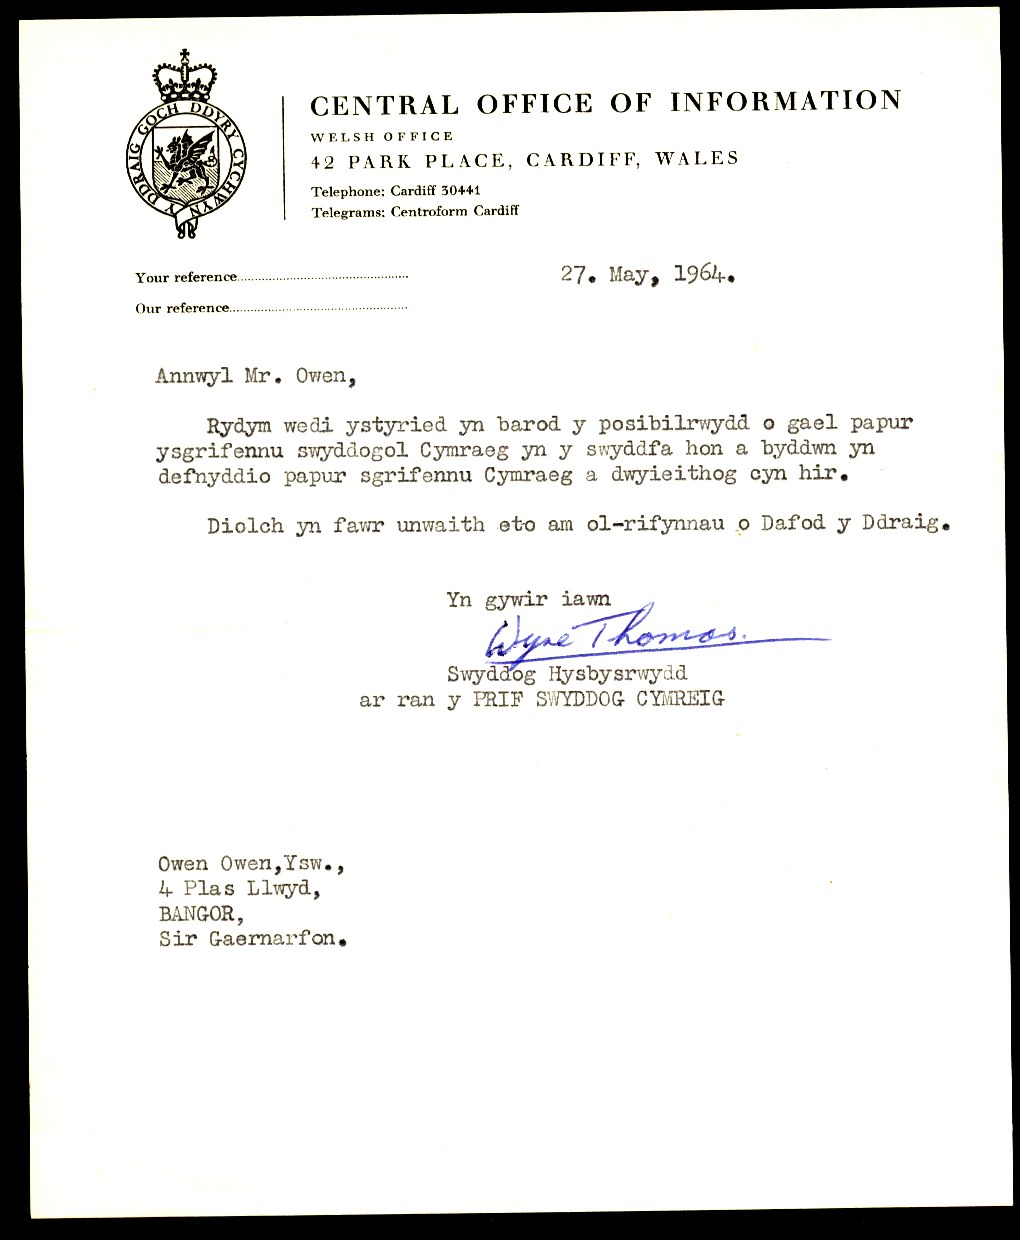 Y DDRAIG GOCH DDYRY CYCHWYN
CENTRAL OFFICE OF INFORMATION
WELSH OFFICE
42 PARK PLACE, CARDIFF, WALES
Telephone: Cardiff 30441
Telegrams: Centroform Cardiff
Your reference
27. May, 1964.
Our reference
Annwyl Mr. Owen,
Rydym wedi ystyried yn barod y posibilrwydd o gael papur
ysgrifennu swyddogol Cymraeg yn y swyddfa hon a byddwn yn
defnyddio papur sgrifennu Cymraeg a dwyieithog cyn hir.
Diolch yn fawr unwaith eto am ol-rifynnau o Dafod y Ddraig.
Yn gywir iawn
Thomas.
Swyddog Hysbysrwydd
ar ran y PRIF SWYDDOG CYMREIG
Owen Owen,Ysw.,
4 Plas Llwyd,
BANGOR,
Sir Gaernarfon.